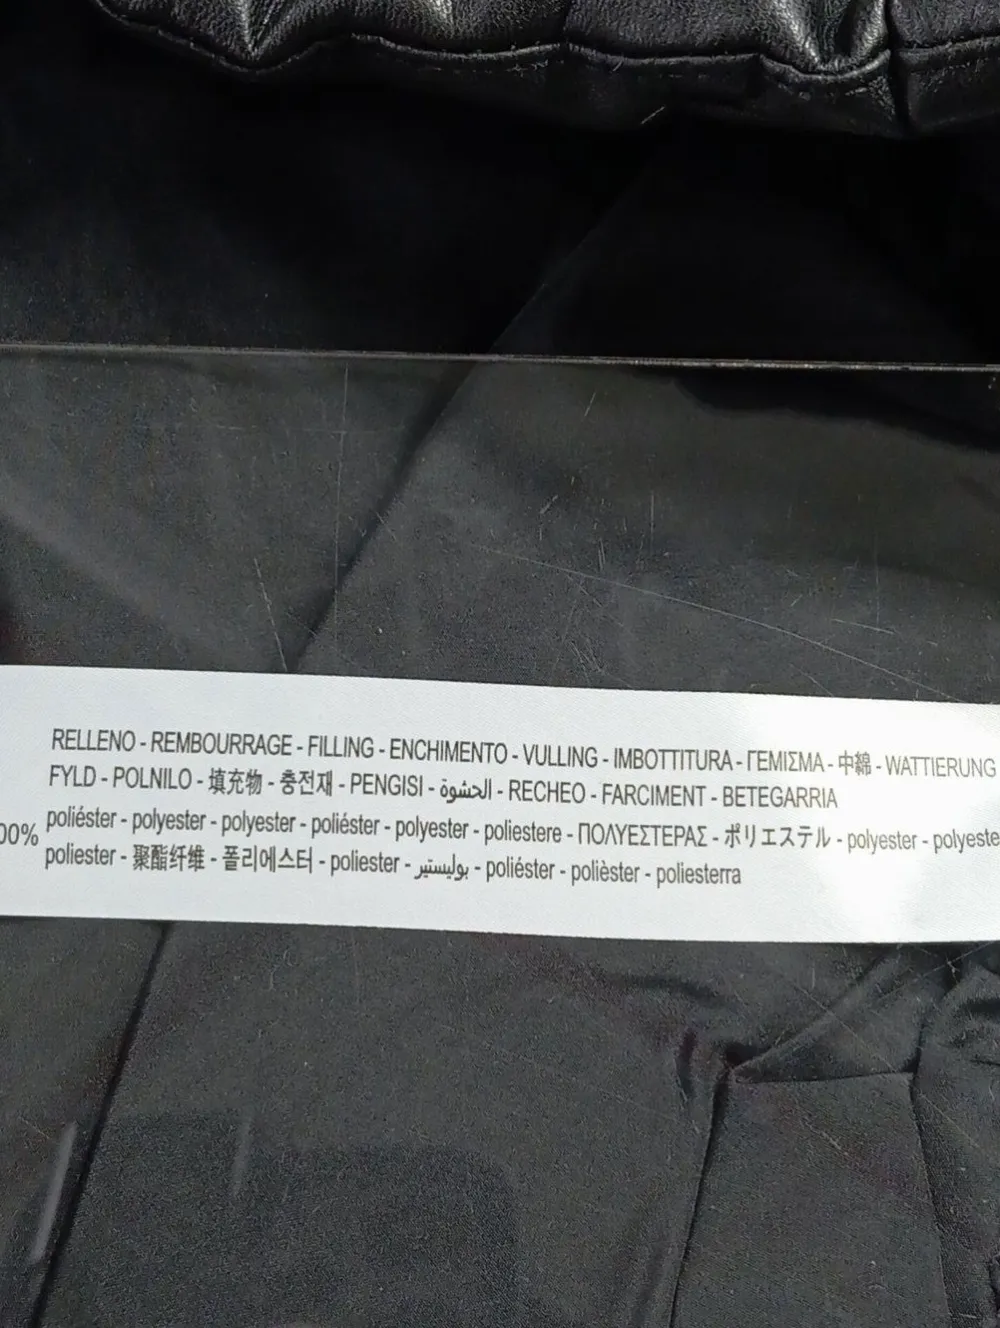 RELLENO - REMBOURRAGE - FILLING - ENCHIMENTO - VULLING - IMBOTTITURA - ΓΕΜΙΣΜΑ - 中綿 - WATTIERUNG
FYLD - POLNILO - 填充物 - 충전재 - PENGISI - الحشوة - RECHEO - FARCIMENT - BETEGARRIA
00% poliéster - polyester - polyester - poliéster - polyester - poliestere - ΠΟΛΥΕΣΤΕΡΑΣ - ポリエステル - polyester - polyeste
poliester - 聚酯纤维 - 폴리에스터 - poliester - بوليستير - poliéster - polièster - poliesterra